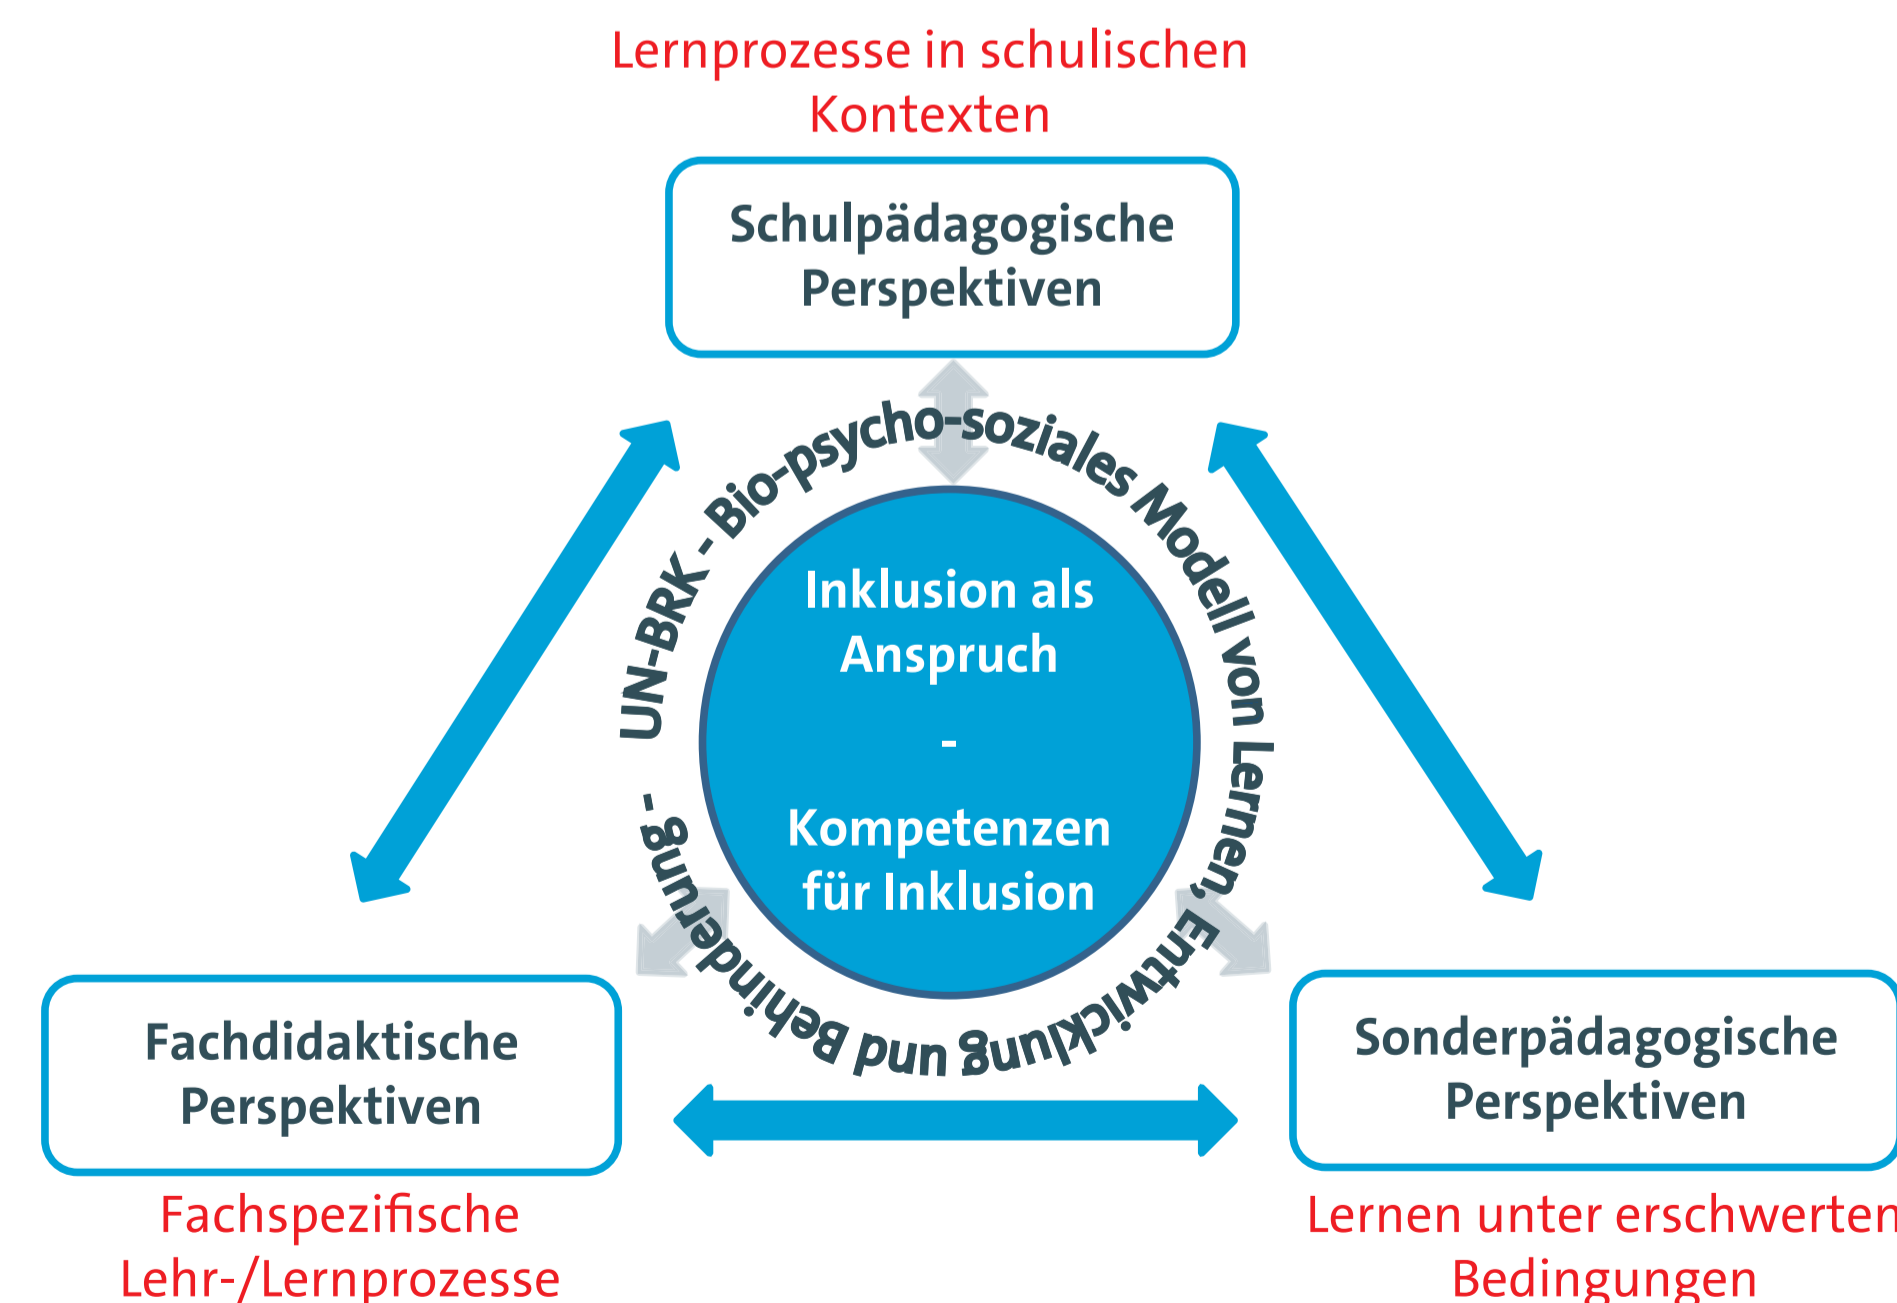 Lernprozesse in schulischen
Kontexten
Schulpädagogische
Perspektiven
UN-BRK - Bio-psycho-soziales Modell von Lernen, Entwicklung und Behinderung -
Inklusion als
Anspruch
-
Kompetenzen
für Inklusion
Fachdidaktische
Perspektiven
Sonderpädagogische
Perspektiven
Fachspezifische
Lehr-/Lernprozesse
Lernen unter erschwerten
Bedingungen